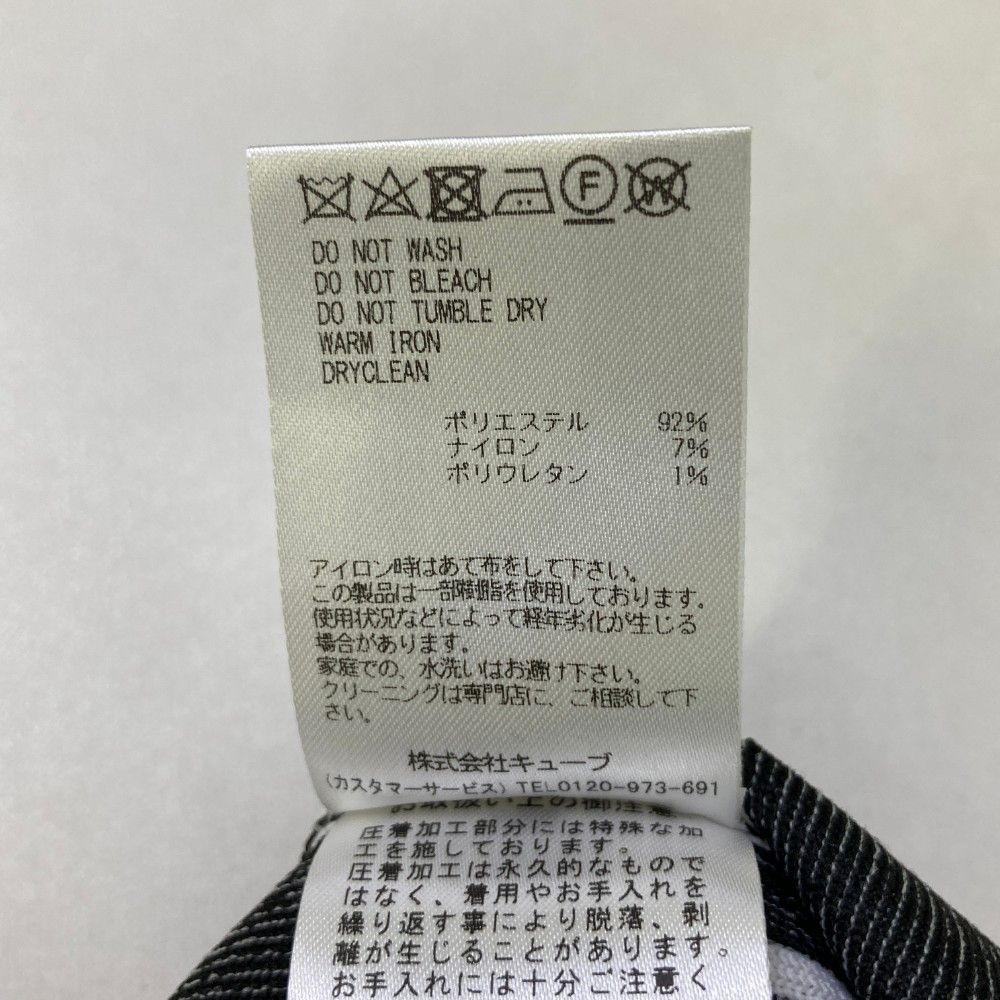 F W
DO NOT WASH
DO NOT BLEACH
DO NOT TUMBLE DRY
WARM IRON
DRYCLEAN
ポリエステル 92%
ナイロン 7%
ポリウレタン 1%
アイロン時はあて布をして下さい。
この製品は一部樹脂を使用しております。
使用状況などによって経年劣化が生じる
場合があります。
家庭での、水洗いはお避け下さい。
クリーニングは専門店に、ご相談して下
さい。
株式会社キューブ
(カスタマーサービス) TEL0120-973-691
お取扱い上の御注意
圧着加工部分には特殊な加
工を施しております。
圧着加工は永久的なもので
はなく、着用やお手入れを
繰り返す事により脱落、剥
離が生じることがあります。
お手入れには十分ご注意く